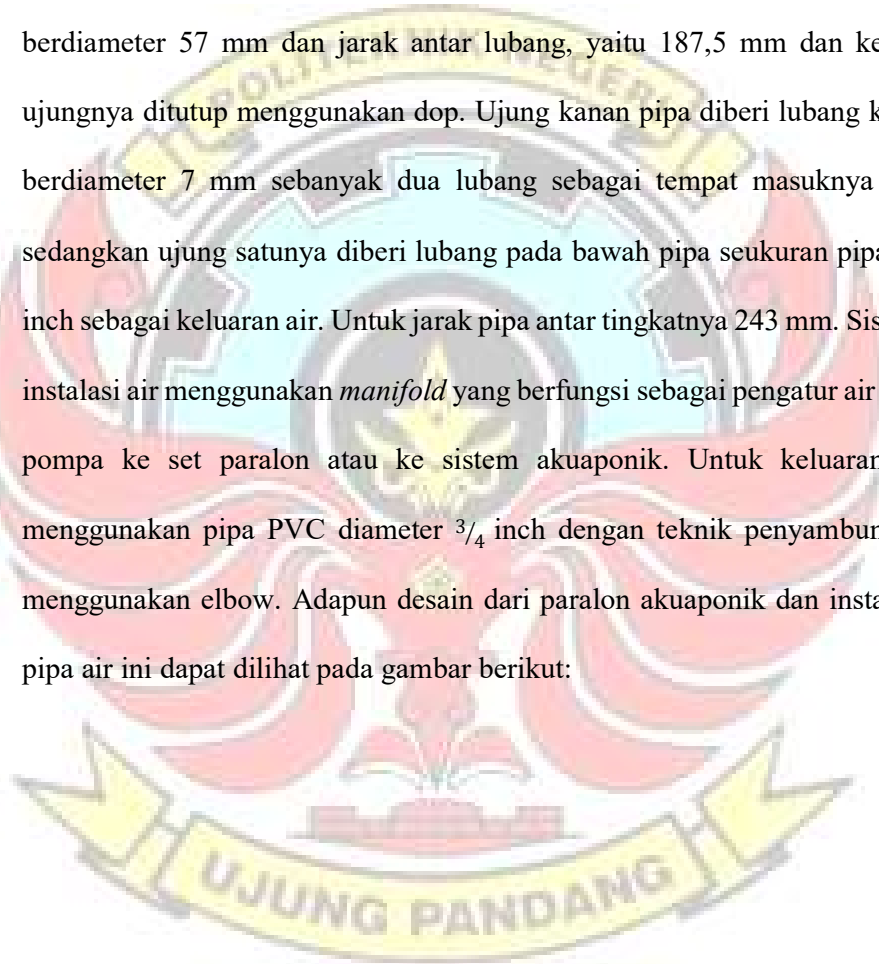 berdiameter 57 mm dan jarak antar lubang, yaitu 187,5 mm dan ke
ujungnya ditutup menggunakan dop. Ujung kanan pipa diberi lubang k
berdiameter 7 mm sebanyak dua lubang sebagai tempat masuknya
sedangkan ujung satunya diberi lubang pada bawah pipa seukuran pipa
inch sebagai keluaran air. Untuk jarak pipa antar tingkatnya 243 mm. Sis
instalasi air menggunakan manifold yang berfungsi sebagai pengatur air
pompa ke set paralon atau ke sistem akuaponik. Untuk keluaran
menggunakan pipa PVC diameter 3/4 inch dengan teknik penyambun
menggunakan elbow. Adapun desain dari paralon akuaponik dan insta
pipa air ini dapat dilihat pada gambar berikut:
POLITEKNIK NEGERI
UJUNG PANDANG